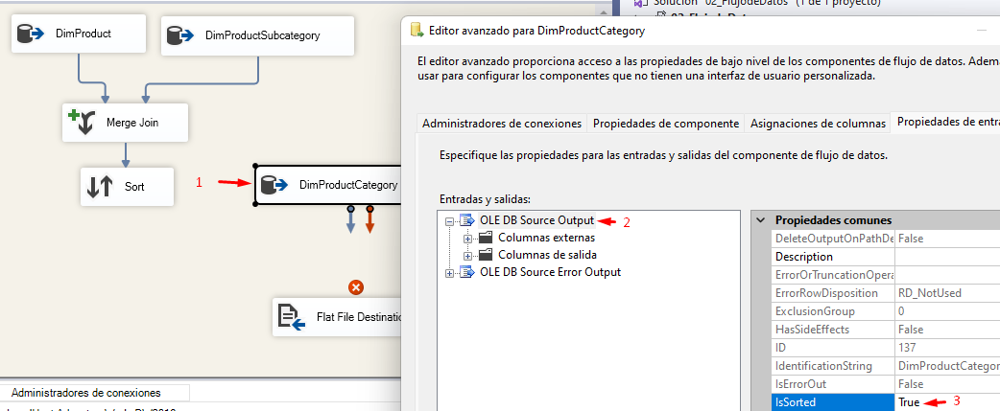 Solución "02_FlujodeDatos" (1 de 1 proyecto)
DimProduct
DimProductSubcategory
Merge Join
Sort
1
DimProductCategory
Flat File Destinatio
Administradores de conexiones
Editor avanzado para DimProductCategory
El editor avanzado proporciona acceso a las propiedades de bajo nivel de los componentes de flujo de datos. Adema
usar para configurar los componentes que no tienen una interfaz de usuario personalizada.
Administradores de conexiones
Propiedades de componente
Asignaciones de columnas
Propiedades de entra
Especifique las propiedades para las entradas y salidas del componente de flujo de datos.
Entradas y salidas:
OLE DB Source Output
2
Columnas externas
Columnas de salida
OLE DB Source Error Output
Propiedades comunes
DeleteOutputOnPathDe False
Description
ErrorOrTruncationOpera
ErrorRowDisposition RD_NotUsed
ExclusionGroup 0
HasSideEffects False
ID 137
IdentificationString DimProductCategor
IsErrorOut False
IsSorted True
3